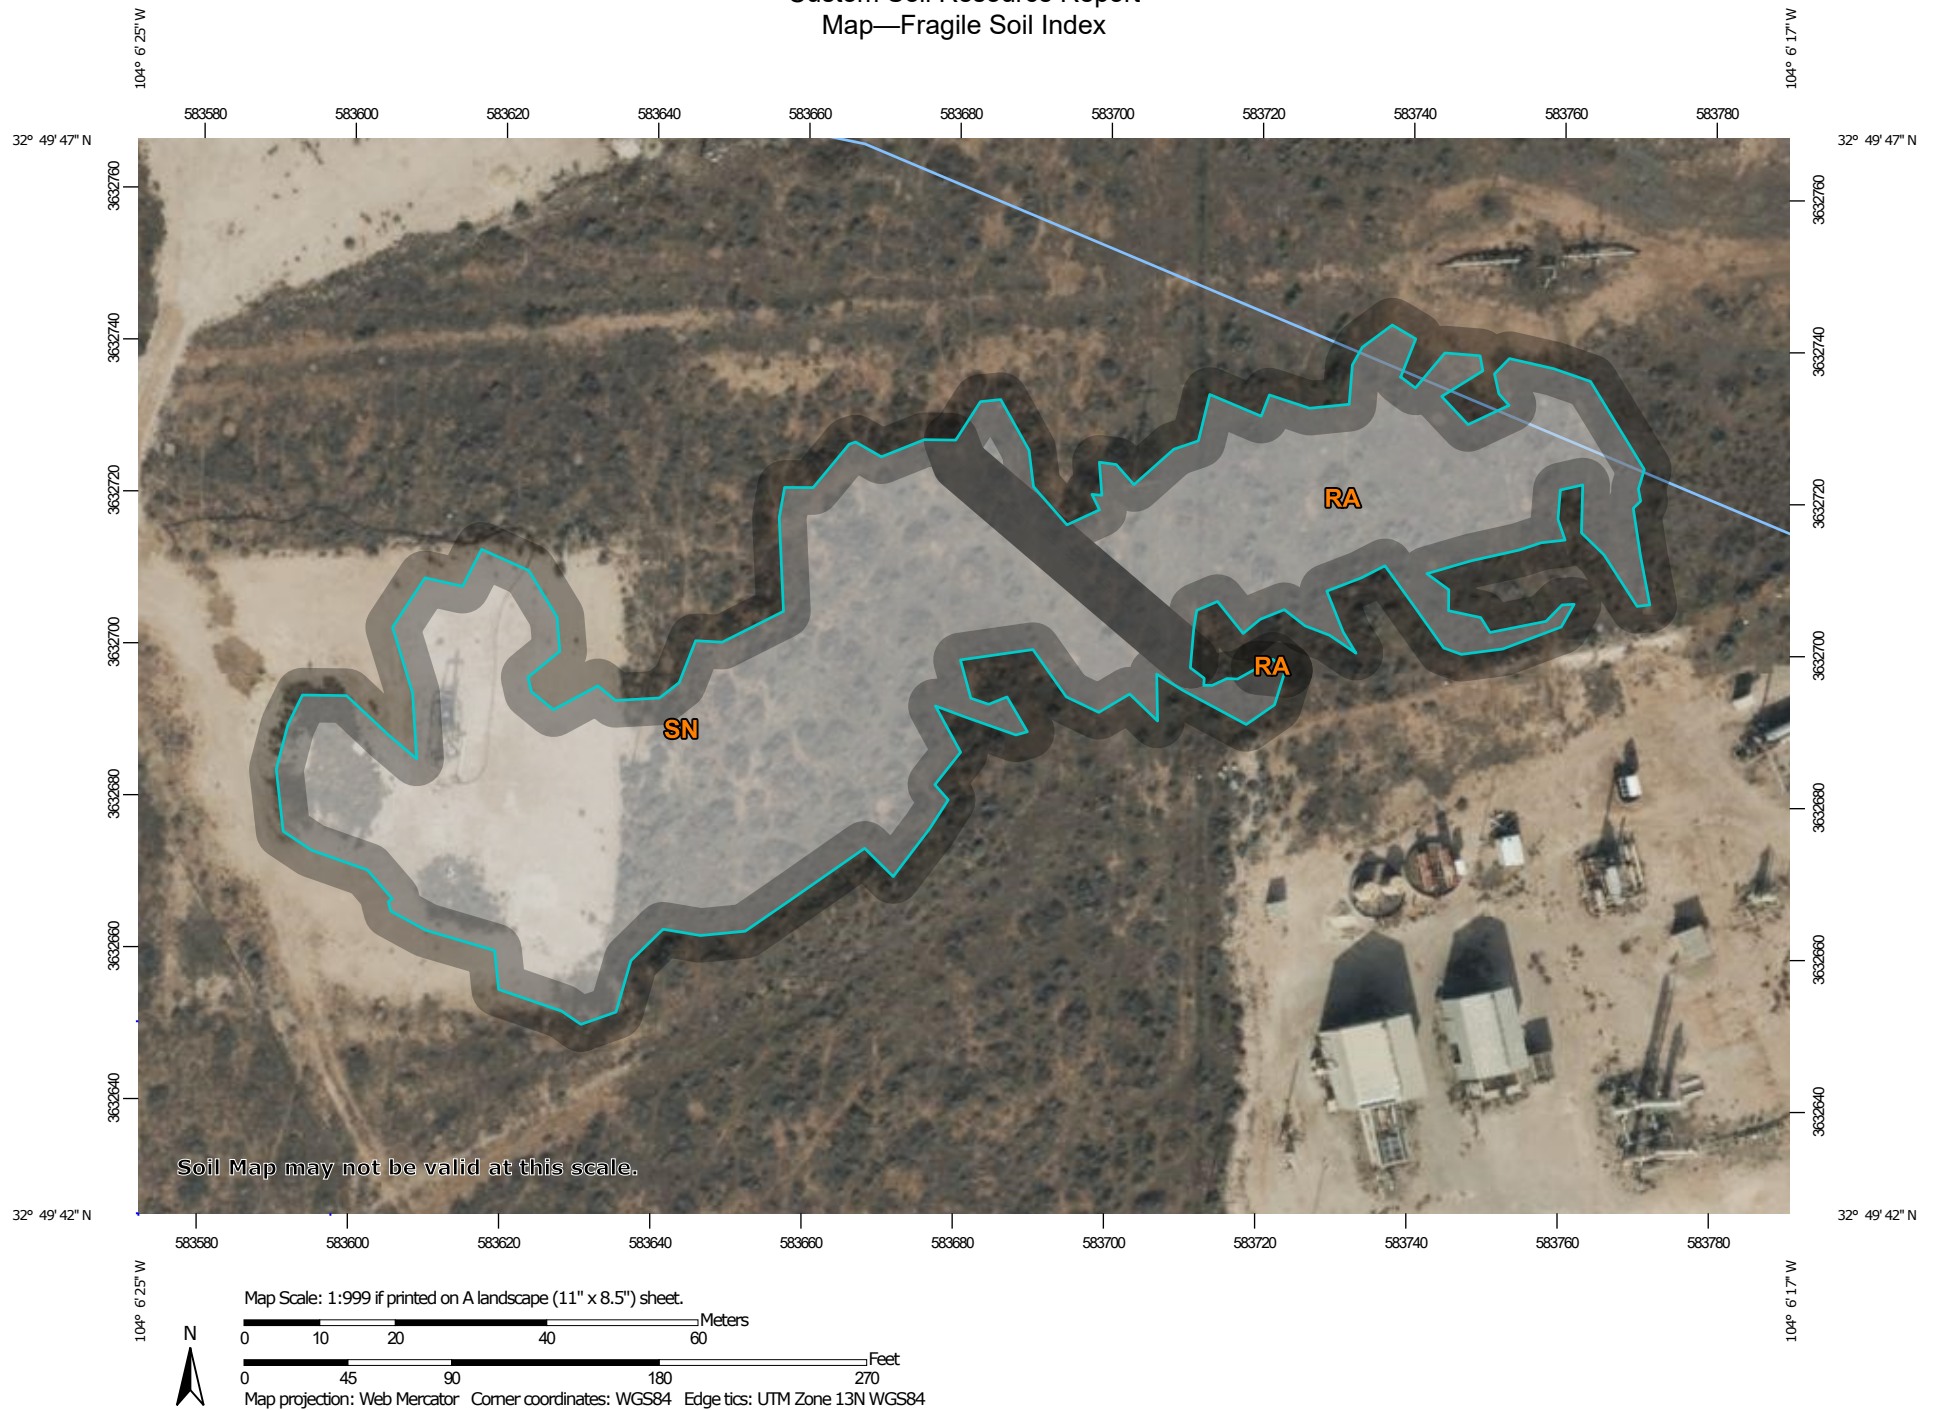 Custom Soil Resource Report
Map—Fragile Soil Index
104° 6' 25'' W
104° 6' 17'' W
583580 583600 583620 583640 583660 583680 583700 583720 583740 583760 583780
32° 49' 47'' N
32° 49' 47'' N
3632760
3632760
3632740
3632740
3632720
3632720
3632700
3632700
3632680
3632680
3632660
3632660
3632640
3632640
RA
RA
SN
Soil Map may not be valid at this scale.
32° 49' 42'' N
32° 49' 42'' N
583580 583600 583620 583640 583660 583680 583700 583720 583740 583760 583780
104° 6' 25'' W
104° 6' 17'' W
Map Scale: 1:999 if printed on A landscape (11" x 8.5") sheet.
N
Meters
0 10 20 40 60
Feet
0 45 90 180 270
Map projection: Web Mercator Corner coordinates: WGS84 Edge tics: UTM Zone 13N WGS84